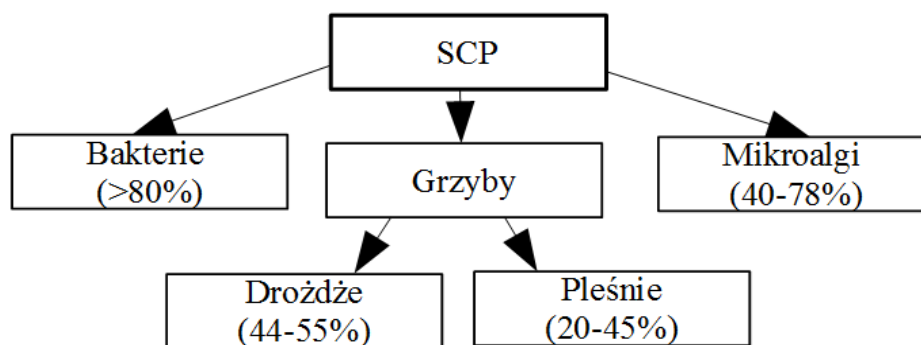 SCP
Bakterie
(>80%)
Grzyby
Mikroalgi
(40-78%)
Drożdże
(44-55%)
Pleśnie
(20-45%)